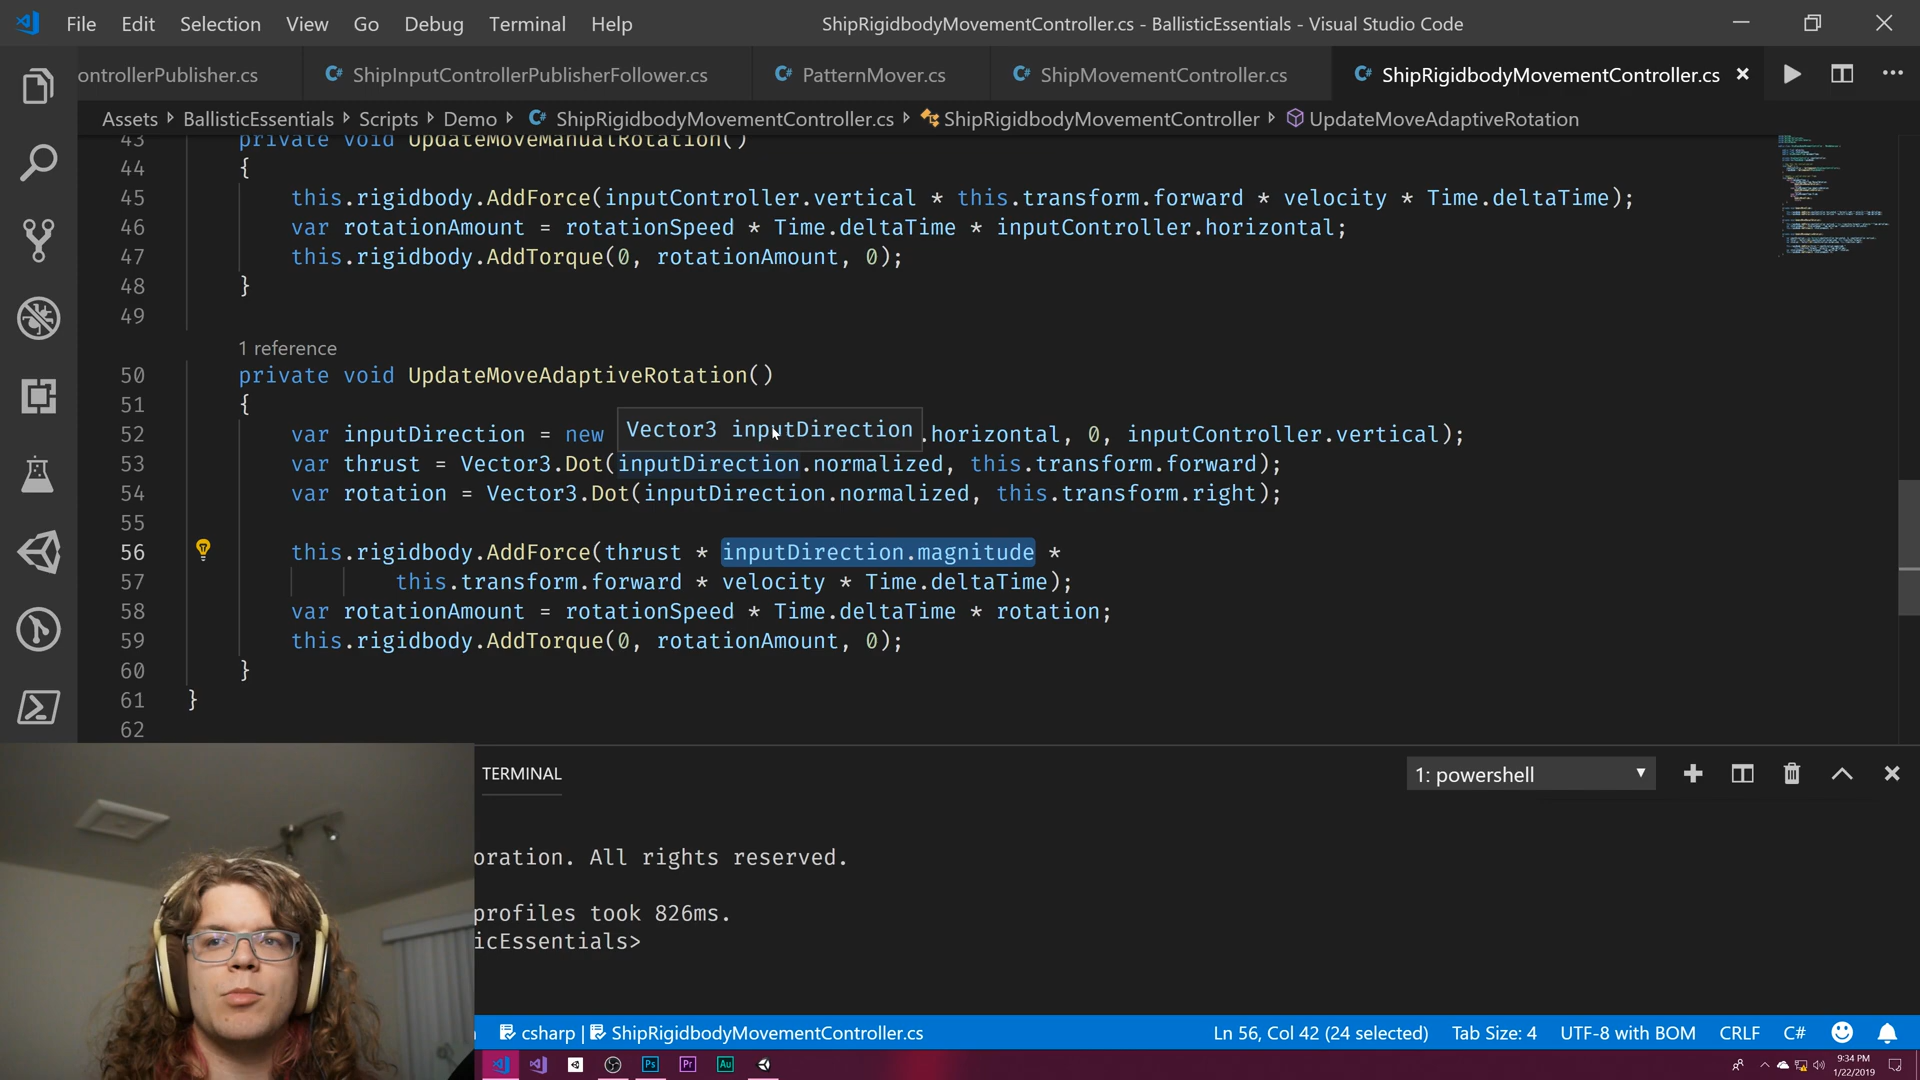 File Edit Selection View Go Debug Terminal Help
ShipRigidbodyMovementController.cs - BallisticEssentials - Visual Studio Code
ontrollerPublisher.cs
C# ShipInputControllerPublisherFollower.cs
C# PatternMover.cs
C# ShipMovementController.cs
C# ShipRigidbodyMovementController.cs
Assets BallisticEssentials Scripts Demo C# ShipRigidbodyMovementController.cs ShipRigidbodyMovementController UpdateMoveAdaptiveRotation
43 private void UpdateMoveManualRotation()
44 {
45 this.rigidbody.AddForce(inputController.vertical * this.transform.forward * velocity * Time.deltaTime);
46 var rotationAmount = rotationSpeed * Time.deltaTime * inputController.horizontal;
47 this.rigidbody.AddTorque(0, rotationAmount, 0);
48 }
49
1 reference
50 private void UpdateMoveAdaptiveRotation()
51 {
Vector3 inputDirection
52 var inputDirection = new .horizontal, 0, inputController.vertical);
53 var thrust = Vector3.Dot(inputDirection.normalized, this.transform.forward);
54 var rotation = Vector3.Dot(inputDirection.normalized, this.transform.right);
55
56 this.rigidbody.AddForce(thrust * inputDirection.magnitude *
57 this.transform.forward * velocity * Time.deltaTime);
58 var rotationAmount = rotationSpeed * Time.deltaTime * rotation;
59 this.rigidbody.AddTorque(0, rotationAmount, 0);
60 }
61 }
62
TERMINAL
1: powershell
oration. All rights reserved.
profiles took 826ms.
icEssentials>
csharp | ShipRigidbodyMovementController.cs
Ln 56, Col 42 (24 selected) Tab Size: 4 UTF-8 with BOM CRLF C#
Ps Pr Au
9:34 PM
1/22/2019